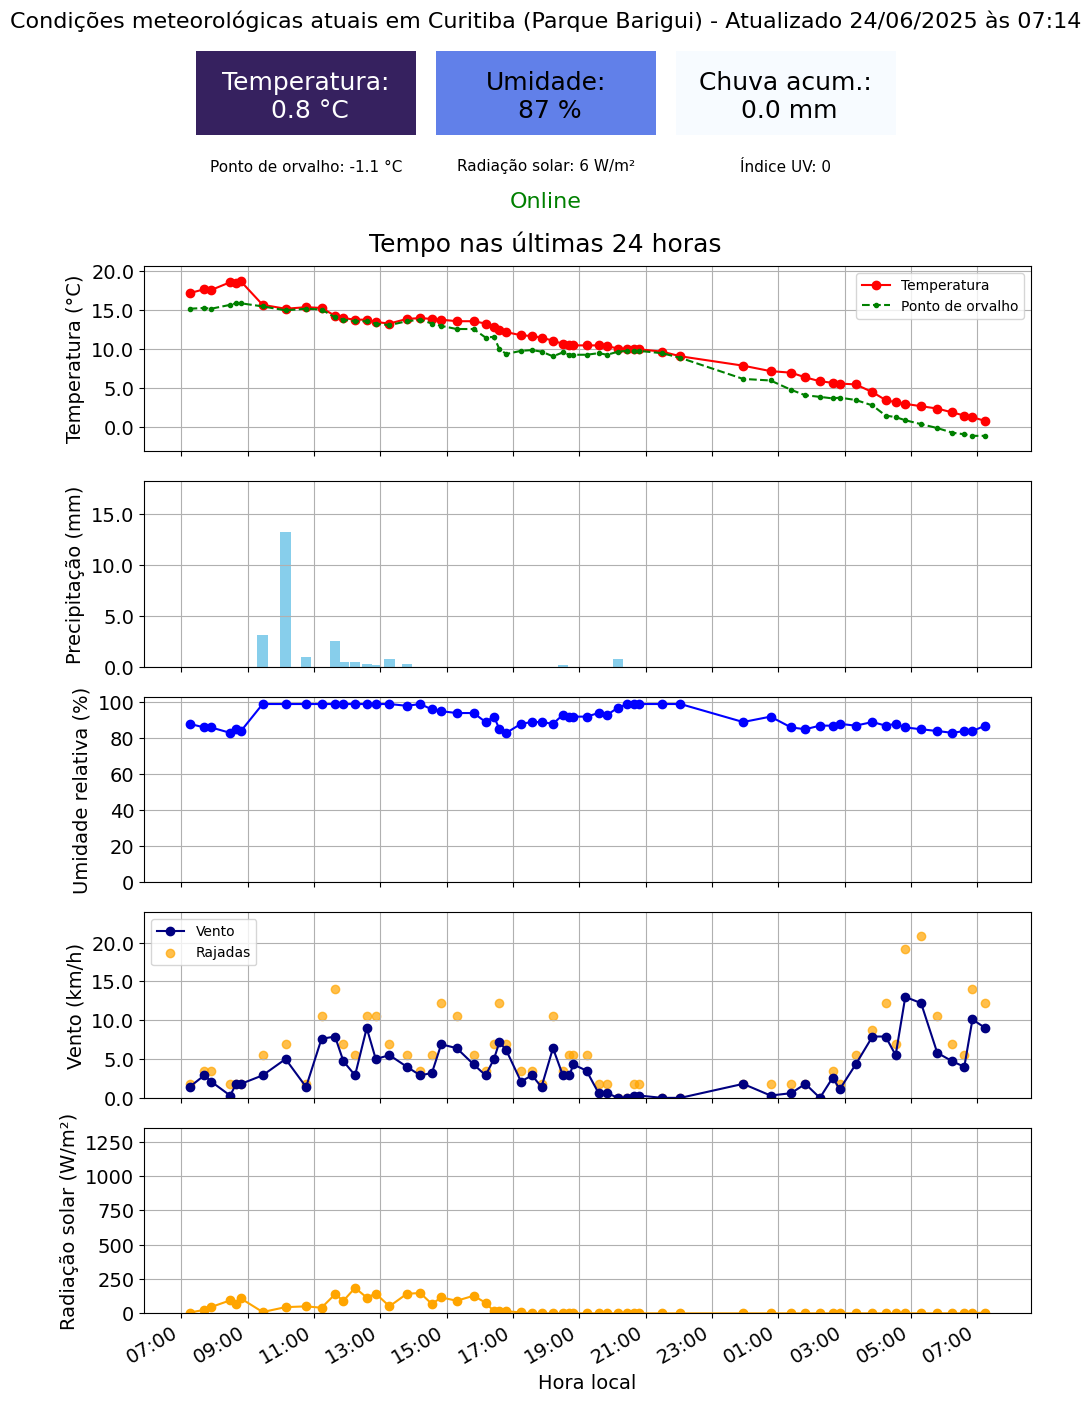 Condições meteorológicas atuais em Curitiba (Parque Barigui) - Atualizado 24/06/2025 às 07:14
Temperatura:
0.8 °C
Umidade:
87 %
Chuva acum.:
0.0 mm
Ponto de orvalho: -1.1 °C
Radiação solar: 6 W/m²
Índice UV: 0
Online
Tempo nas últimas 24 horas
Temperatura (°C)
20.0
15.0
10.0
5.0
0.0
Temperatura
Ponto de orvalho
Precipitação (mm)
15.0
10.0
5.0
0.0
Umidade relativa (%)
100
80
60
40
20
0
Vento (km/h)
20.0
15.0
10.0
5.0
0.0
Vento
Rajadas
Radiação solar (W/m²)
1250
1000
750
500
250
0
07:00
09:00
11:00
13:00
15:00
17:00
19:00
21:00
23:00
01:00
03:00
05:00
07:00
Hora local